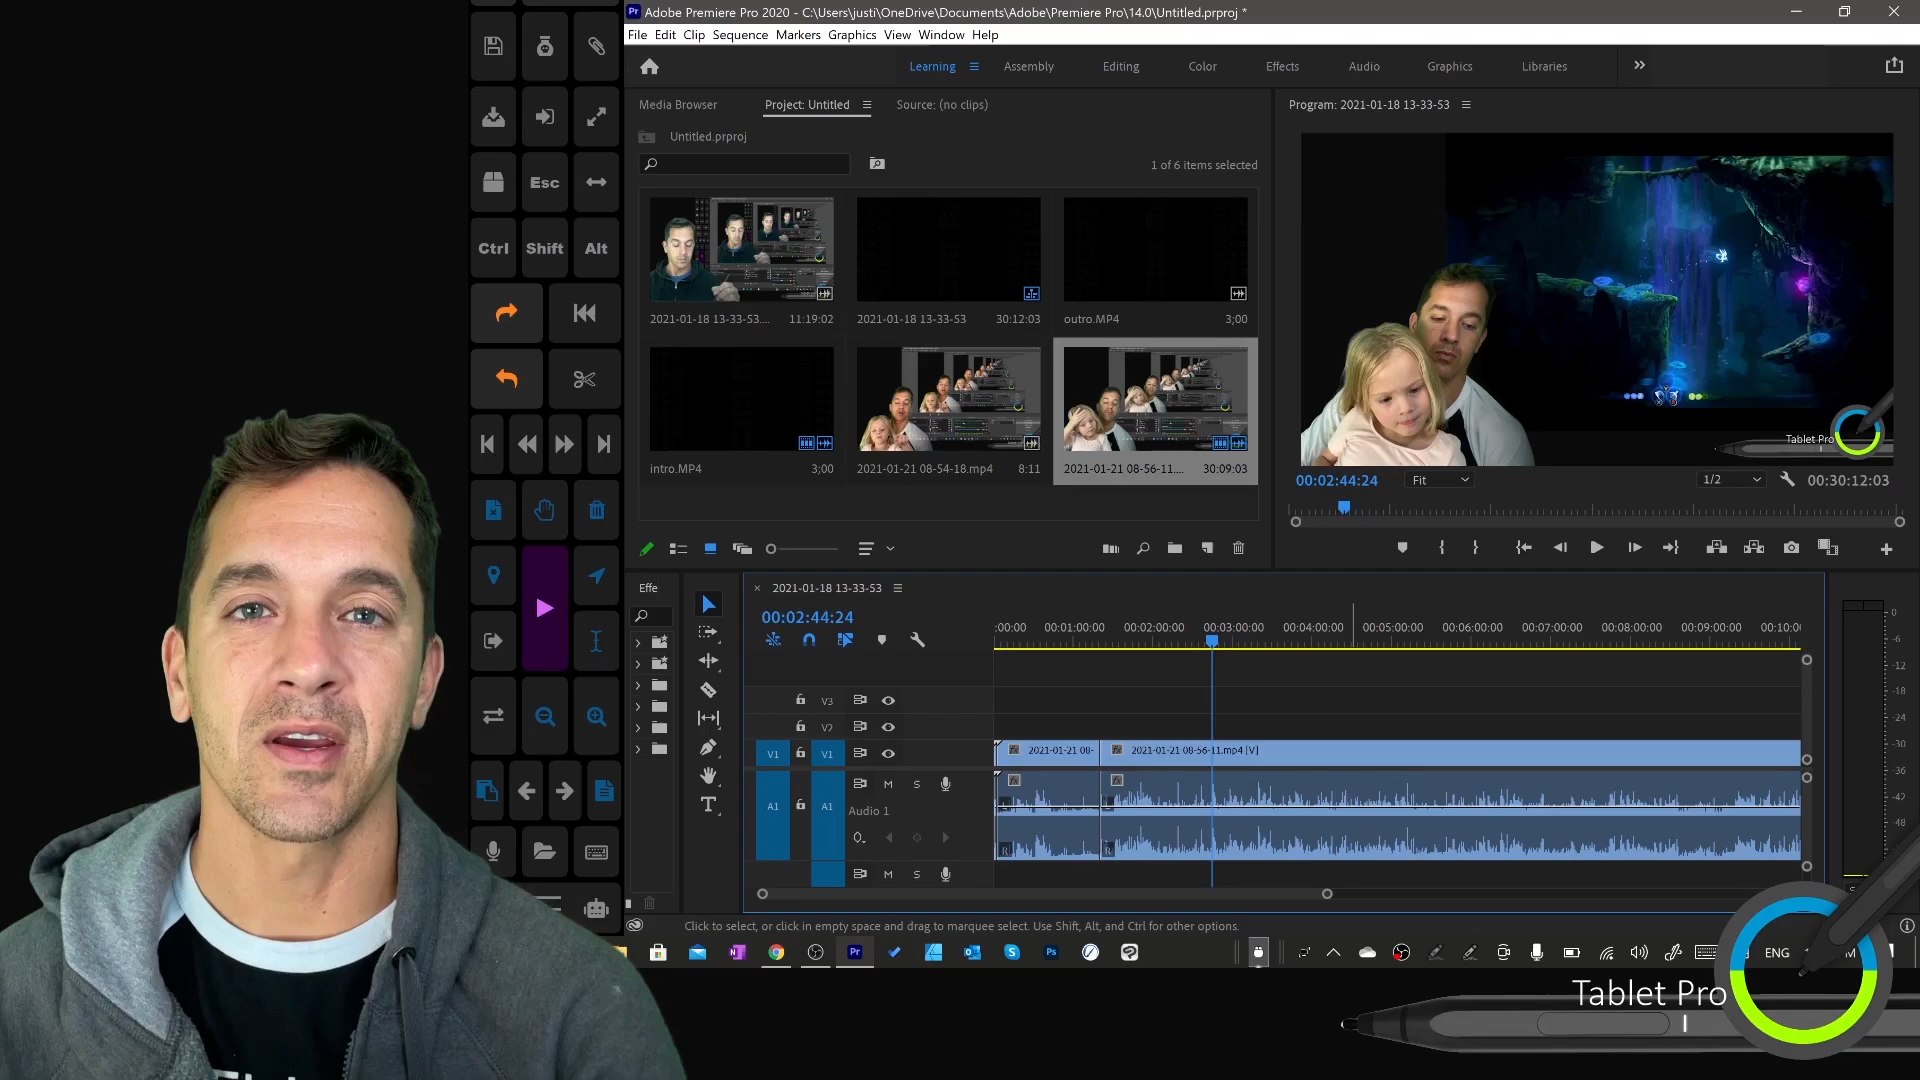 Adobe Premiere Pro 2020 - C:\Users\justi\OneDrive\Documents\Adobe\Premiere Pro\14.0\Untitled.prproj *
File Edit Clip Sequence Markers Graphics View Window Help
Learning Assembly Editing Color Effects Audio Graphics Libraries
Media Browser Project: Untitled Source: (no clips)
Program: 2021-01-18 13-33-53
Untitled.prproj
1 of 6 items selected
2021-01-18 13-33-53.... 11:19:02
2021-01-18 13-33-53 30:12:03
outro.MP4 3;00
intro.MP4 3;00
2021-01-21 08-54-18.mp4 8:11
2021-01-21 08-56-11.... 30:09:03
Esc
Ctrl Shift Alt
Tablet Pro
00:02:44:24 Fit 1/2 00:30:12:03
Effe
2021-01-18 13-33-53
00:02:44:24
:00:00 00:01:00:00 00:02:00:00 00:03:00:00 00:04:00:00 00:05:00:00 00:06:00:00 00:07:00:00 00:08:00:00 00:09:00:00 00:10:0
V3
V2
V1 V1
2021-01-21 08-
2021-01-21 08-56-11.mp4 [V]
A1 A1
M S
Audio 1
R R
M S
0
-6
-12
-18
-24
-30
-36
-42
-48
Click to select, or click in empty space and drag to marquee select. Use Shift, Alt, and Ctrl for other options.
ENG
Tablet Pro